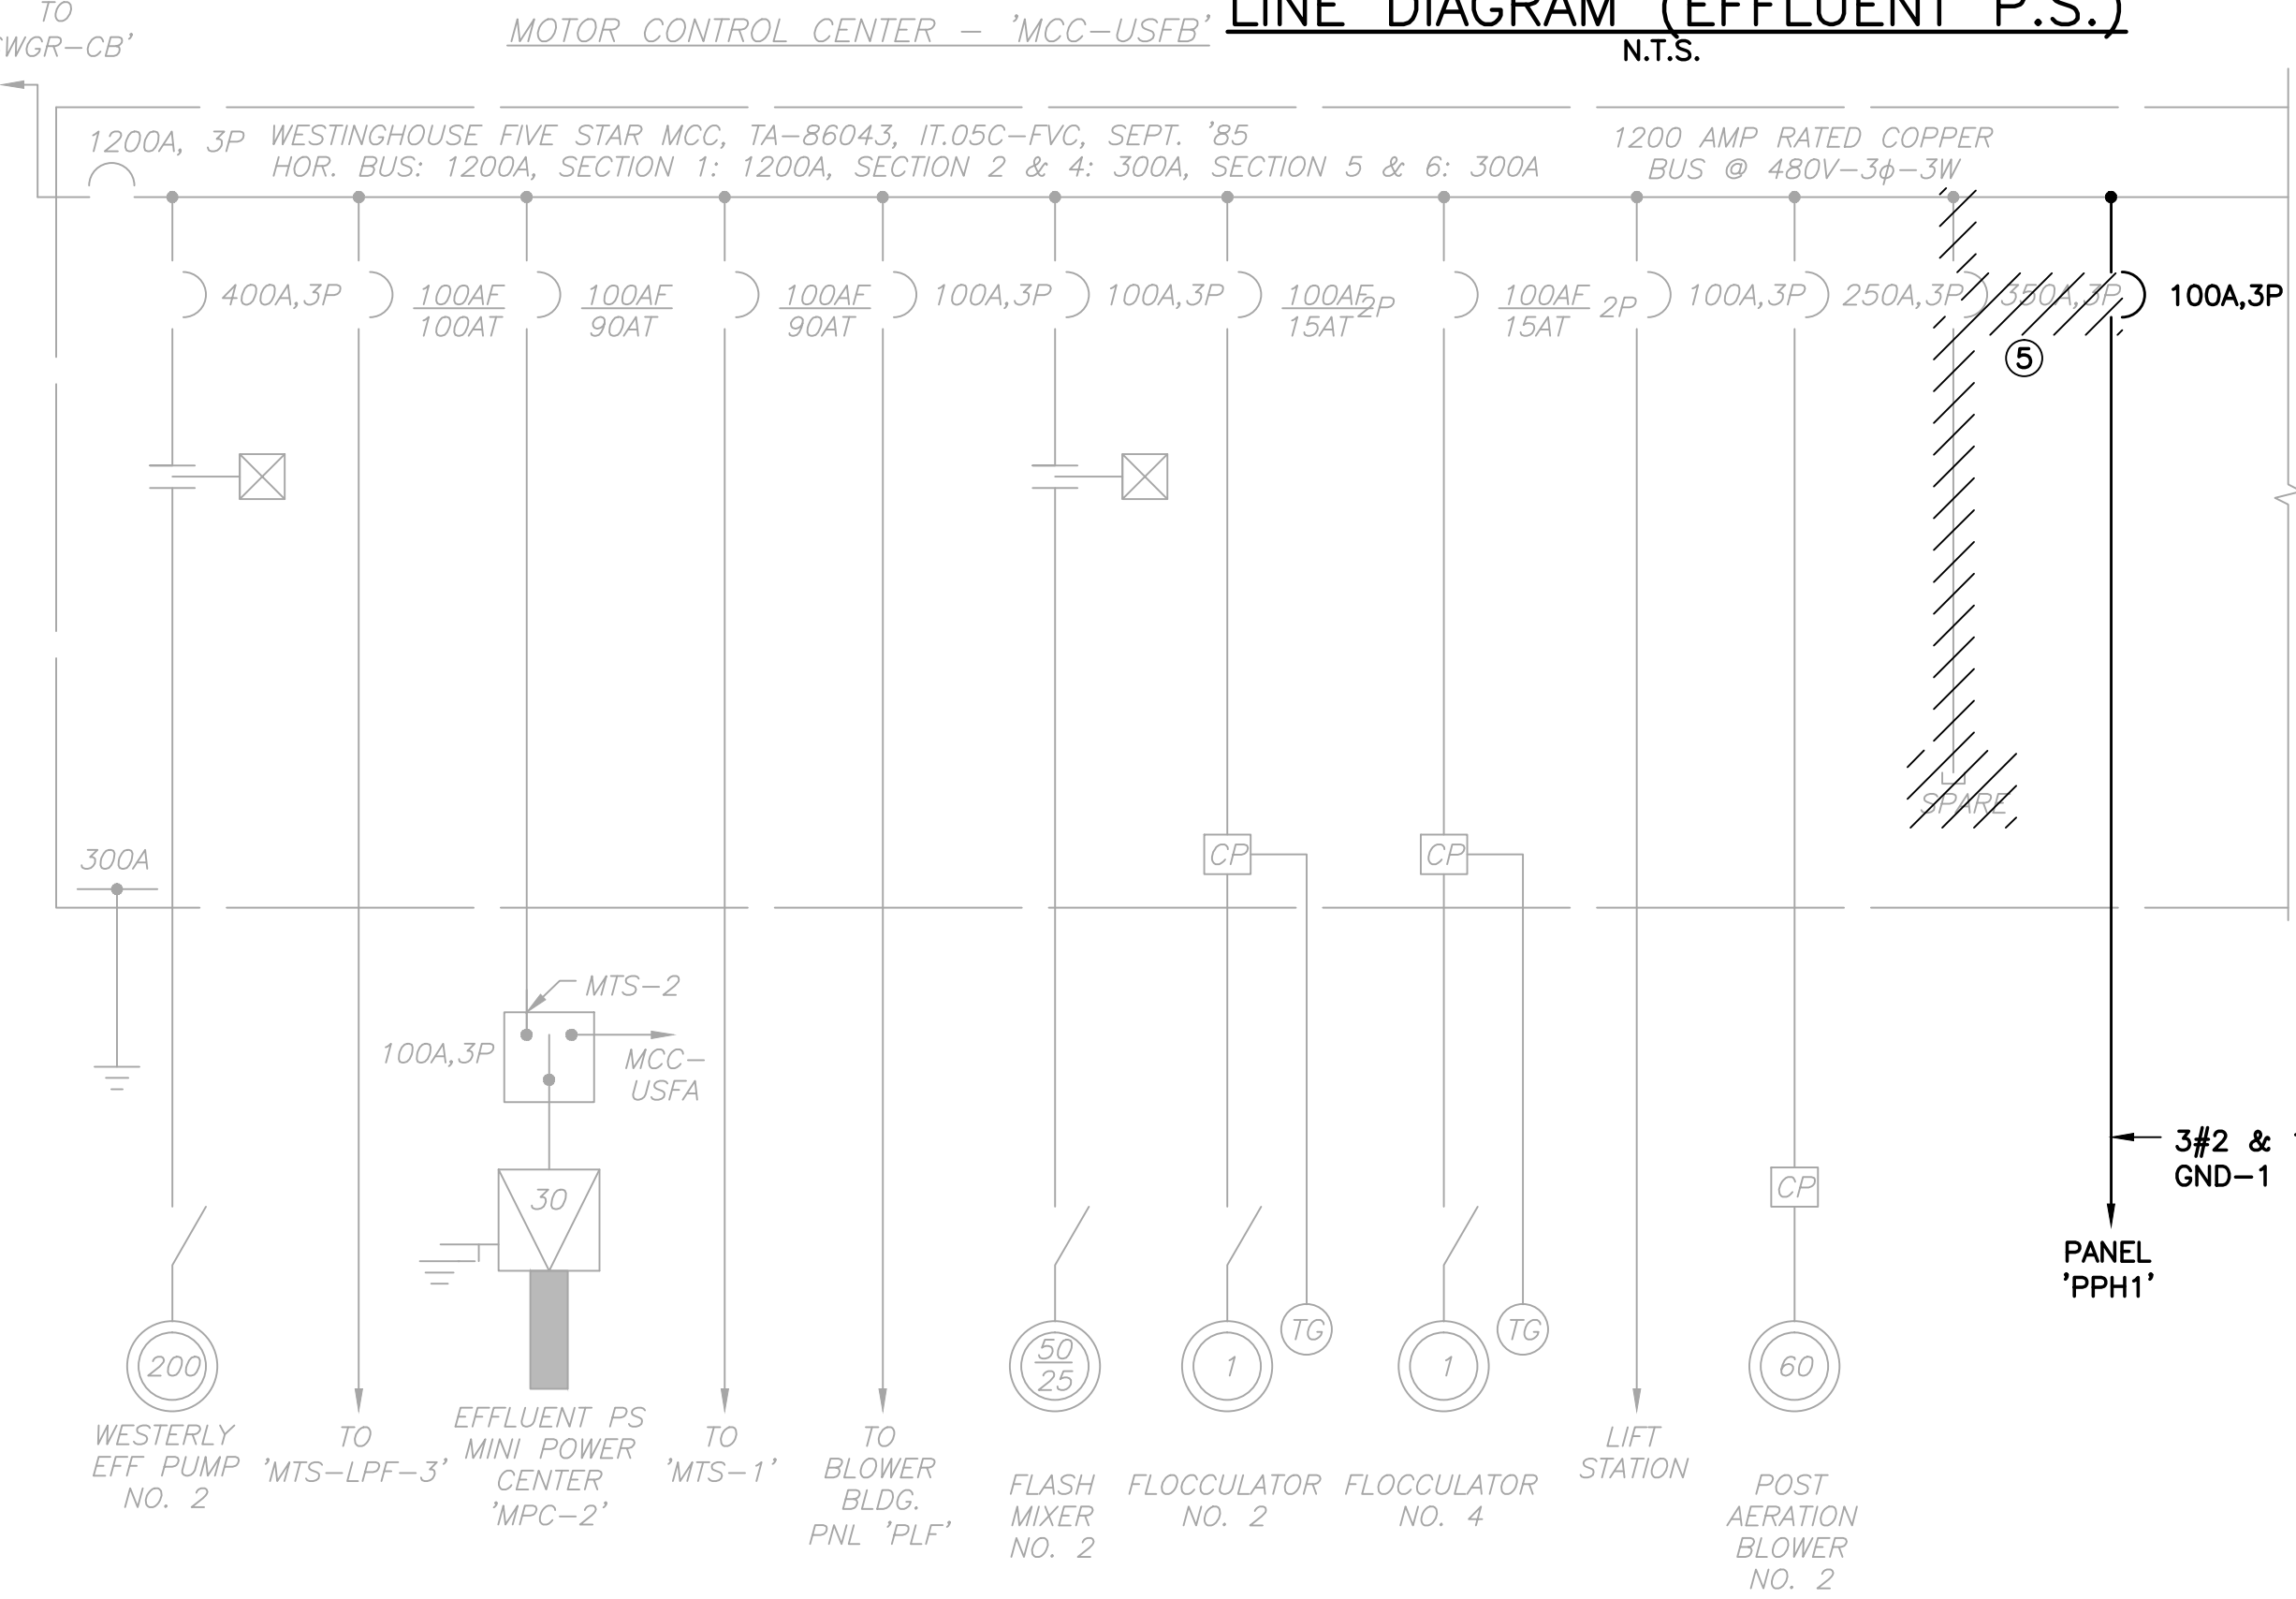 TO
WGR-CB'
MOTOR CONTROL CENTER - 'MCC-USFB'
LINE DIAGRAM (EFFLUENT P.S.)
N.T.S.
1200A, 3P
WESTINGHOUSE FIVE STAR MCC, TA-86043, IT.05C-FVC, SEPT. '85
HOR. BUS: 1200A, SECTION 1: 1200A, SECTION 2 & 4: 300A, SECTION 5 & 6: 300A
1200 AMP RATED COPPER
BUS @ 480V-3ϕ-3W
400A,3P
100AF
100AT
100AF
90AT
100AF
90AT
100A,3P
100A,3P
100AF
15AT
2P
100AF
15AT
2P
100A,3P
250A,3P
350A,3P
100A,3P
5
SPARE
300A
CP
CP
MTS-2
100A,3P
MCC-
USFA
30
3#2 &
GND-1
CP
PANEL
'PPH1'
200
50
25
1
TG
1
TG
60
WESTERLY
EFF PUMP
NO. 2
TO
'MTS-LPF-3'
EFFLUENT PS
MINI POWER
CENTER
'MPC-2'
TO
'MTS-1'
TO
BLOWER
BLDG.
PNL 'PLF'
FLASH
MIXER
NO. 2
FLOCCULATOR
NO. 2
FLOCCULATOR
NO. 4
LIFT
STATION
POST
AERATION
BLOWER
NO. 2